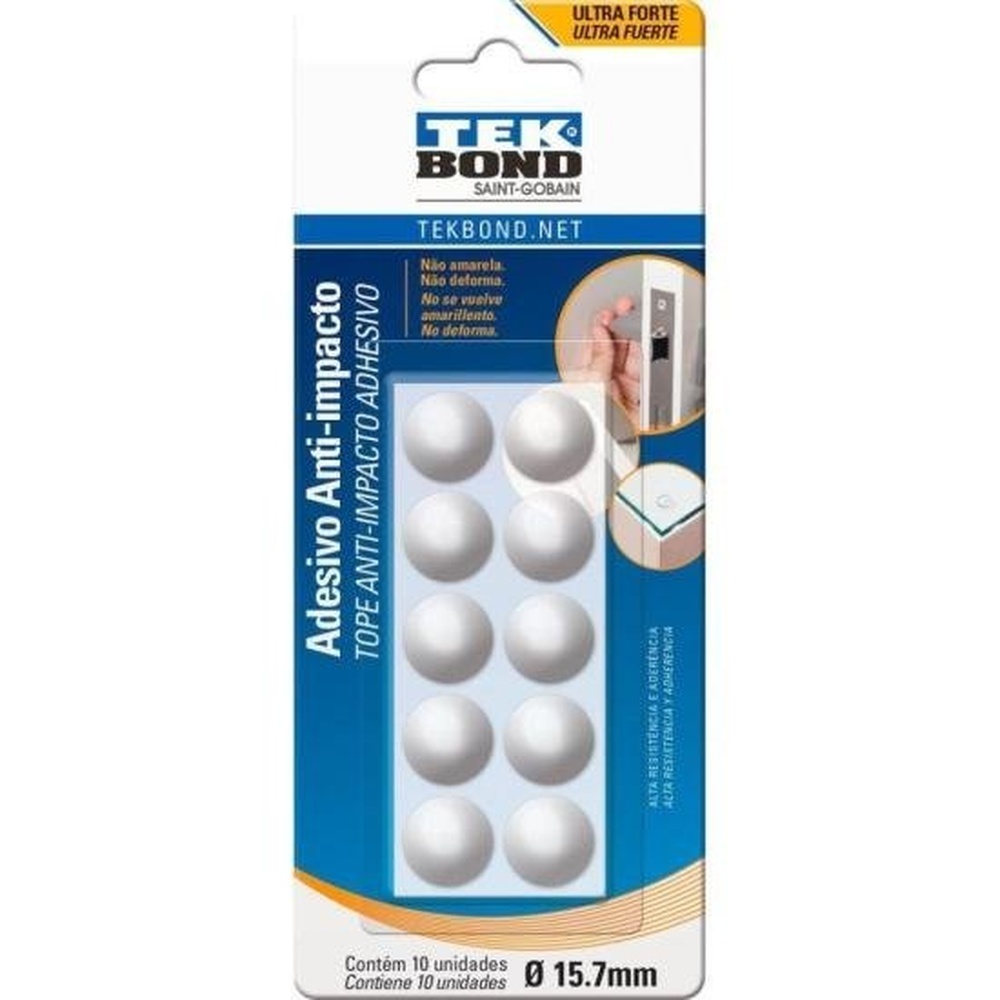 ULTRA FORTE
ULTRA FUERTE
TEK®
BOND
SAINT-GOBAIN
TEKBOND.NET
Não amarela.
Não deforma.
No se vuelve
amarillento.
No deforma.
Adesivo Anti-impacto
TOPE ANTI-IMPACTO ADHESIVO
ALTA RESISTÊNCIA E ADERÊNCIA
ALTA RESISTENCIA Y ADHERENCIA
Contém 10 unidades
Contiene 10 unidades
Ø 15.7mm